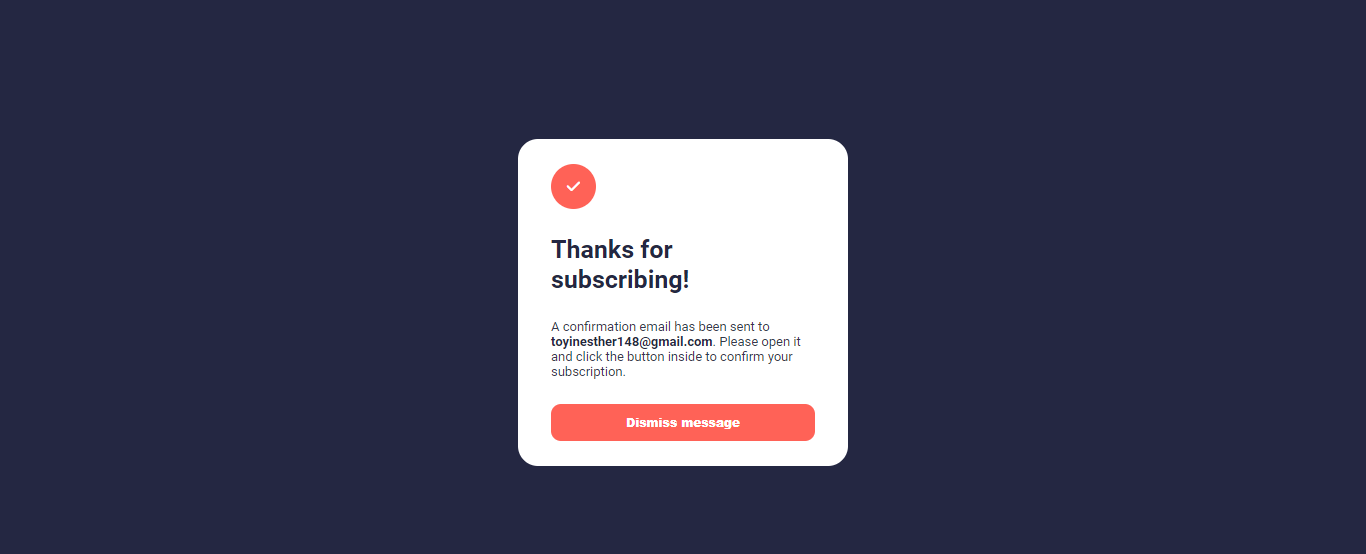 Thanks for
subscribing!
A confirmation email has been sent to
toyinesther148@gmail.com. Please open it
and click the button inside to confirm your
subscription.
Dismiss message